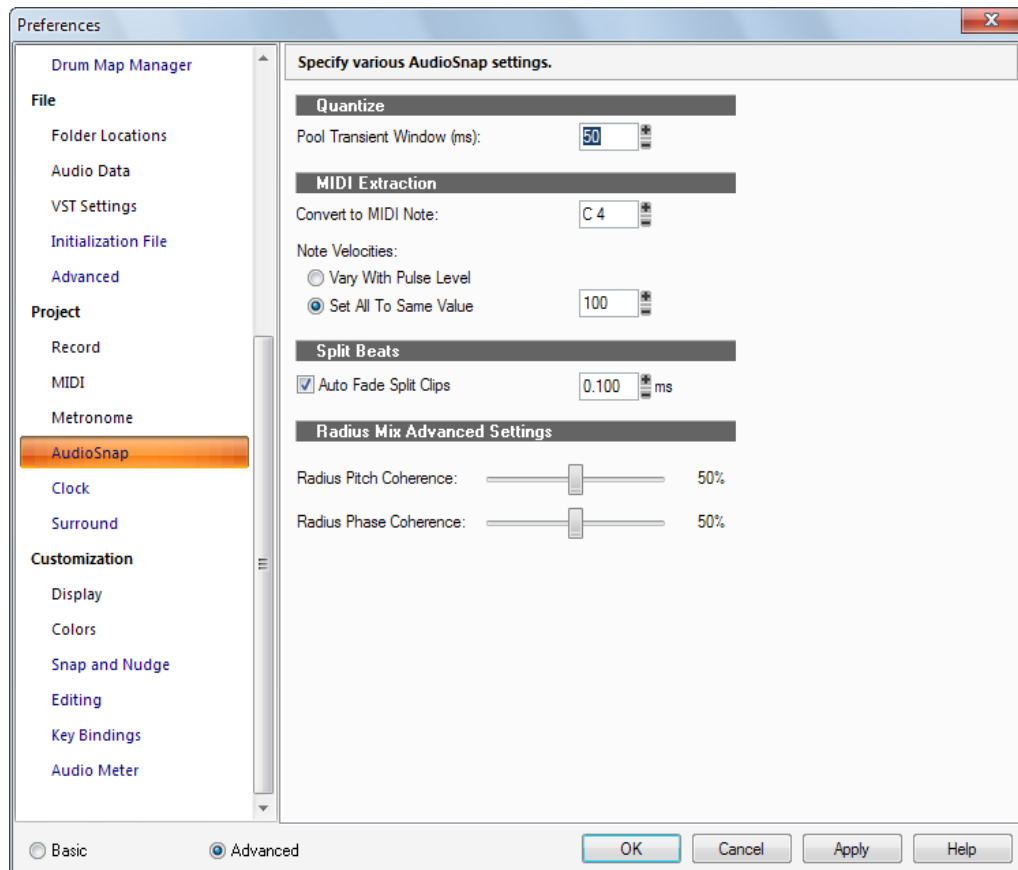 Preferences
Drum Map Manager
File
Folder Locations
Audio Data
VST Settings
Initialization File
Advanced
Project
Record
MIDI
Metronome
AudioSnap
Clock
Surround
Customization
Display
Colors
Snap and Nudge
Editing
Key Bindings
Audio Meter
Specify various AudioSnap settings.
Quantize
Pool Transient Window (ms): 50
MIDI Extraction
Convert to MIDI Note: C 4
Note Velocities:
Vary With Pulse Level
Set All To Same Value 100
Split Beats
Auto Fade Split Clips 0.100 ms
Radius Mix Advanced Settings
Radius Pitch Coherence: 50%
Radius Phase Coherence: 50%
Basic Advanced OK Cancel Apply Help